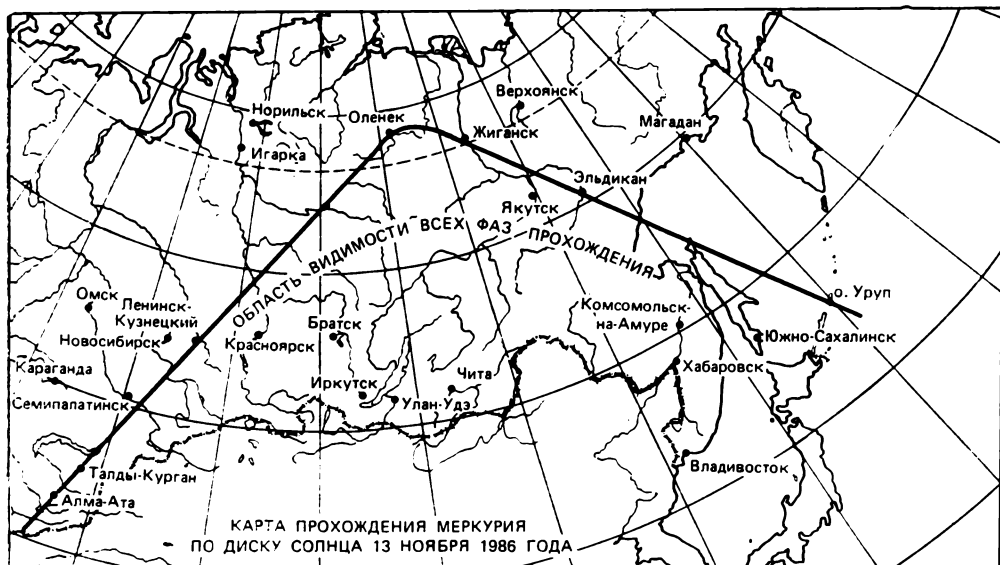 Верхоянск
Норильск
Оленек
Жиганск
Магадан
Игарка
Эльдикан
Якутск
ОБЛАСТЬ ВИДИМОСТИ ВСЕХ ФАЗ ПРОХОЖДЕНИЯ
Омск
Ленинск-
Кузнецкий
Новосибирск
о. Уруп
Комсомольск-
на-Амуре
Братск
Красноярск
Южно-Сахалинск
Караганда
Хабаровск
Иркутск
Чита
Семипалатинск
Улан-Удэ
Талды-Курган
Владивосток
Алма-Ата
КАРТА ПРОХОЖДЕНИЯ МЕРКУРИЯ
ПО ДИСКУ СОЛНЦА 13 НОЯБРЯ 1986 ГОДА